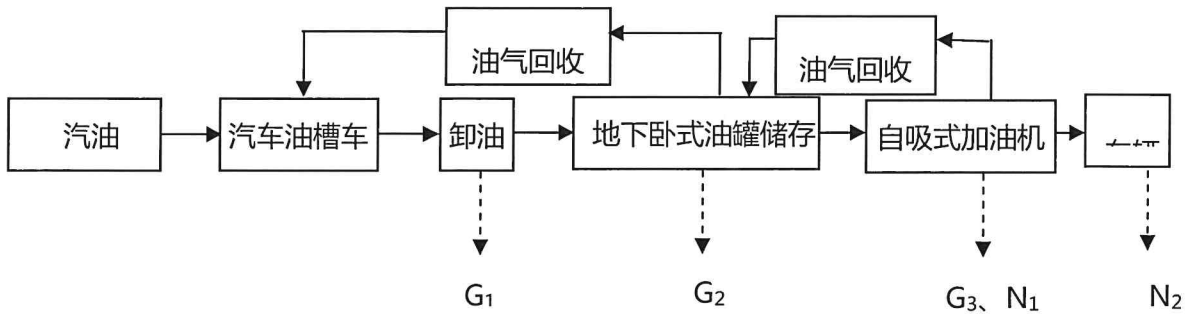 油气回收
油气回收
汽油
汽车油槽车
卸油
地下卧式油罐储存
自吸式加油机
G₁
G₂
G₃、N₁
N₂